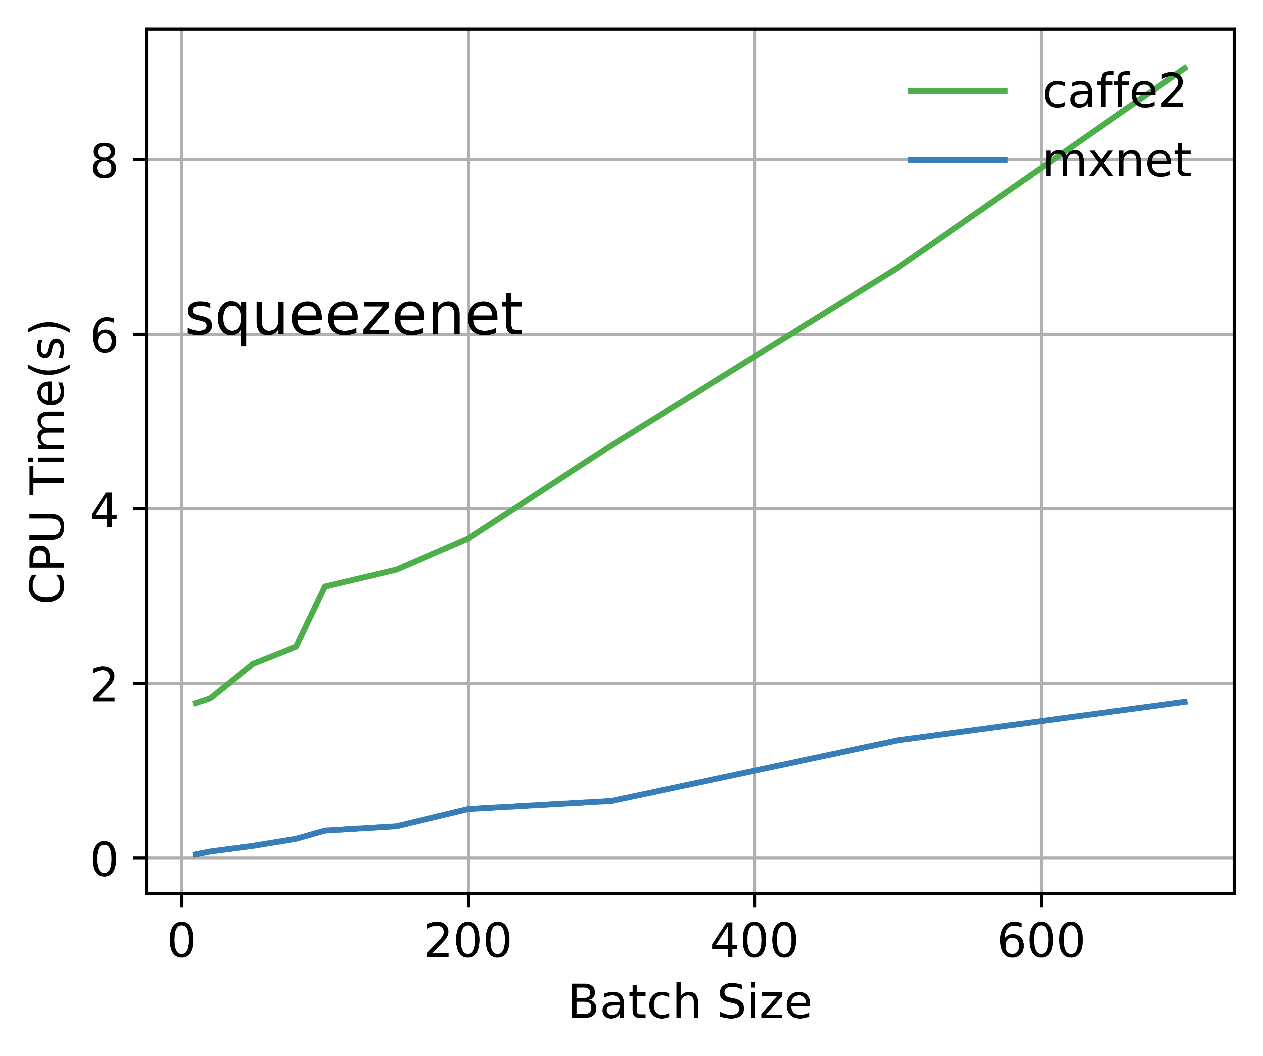 caffe2
mxnet
squeezenet
CPU Time(s)
8
6
4
2
0
0 200 400 600
Batch Size